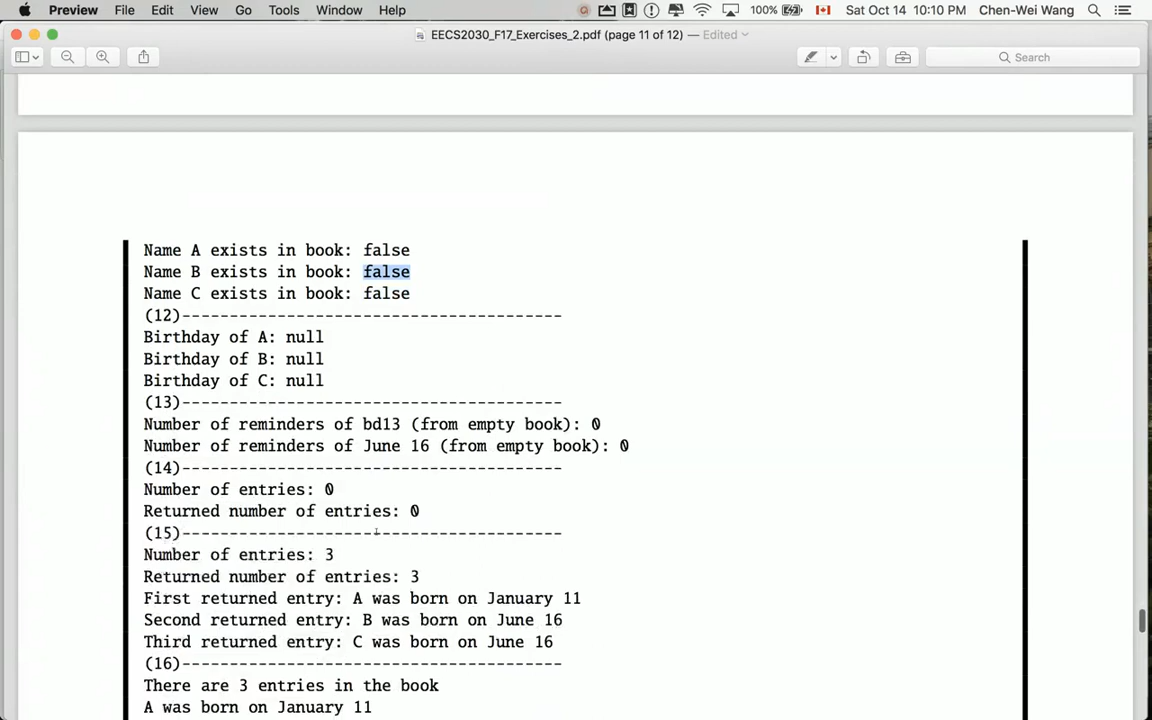 Preview File Edit View Go Tools Window Help 100% Sat Oct 14 10:10 PM Chen-Wei Wang
EECS2030_F17_Exercises_2.pdf (page 11 of 12) — Edited
Search
Name A exists in book: false
Name B exists in book: false
Name C exists in book: false
(12)----------------------------------------
Birthday of A: null
Birthday of B: null
Birthday of C: null
(13)----------------------------------------
Number of reminders of bd13 (from empty book): 0
Number of reminders of June 16 (from empty book): 0
(14)----------------------------------------
Number of entries: 0
Returned number of entries: 0
(15)----------------------------------------
Number of entries: 3
Returned number of entries: 3
First returned entry: A was born on January 11
Second returned entry: B was born on June 16
Third returned entry: C was born on June 16
(16)----------------------------------------
There are 3 entries in the book
A was born on January 11